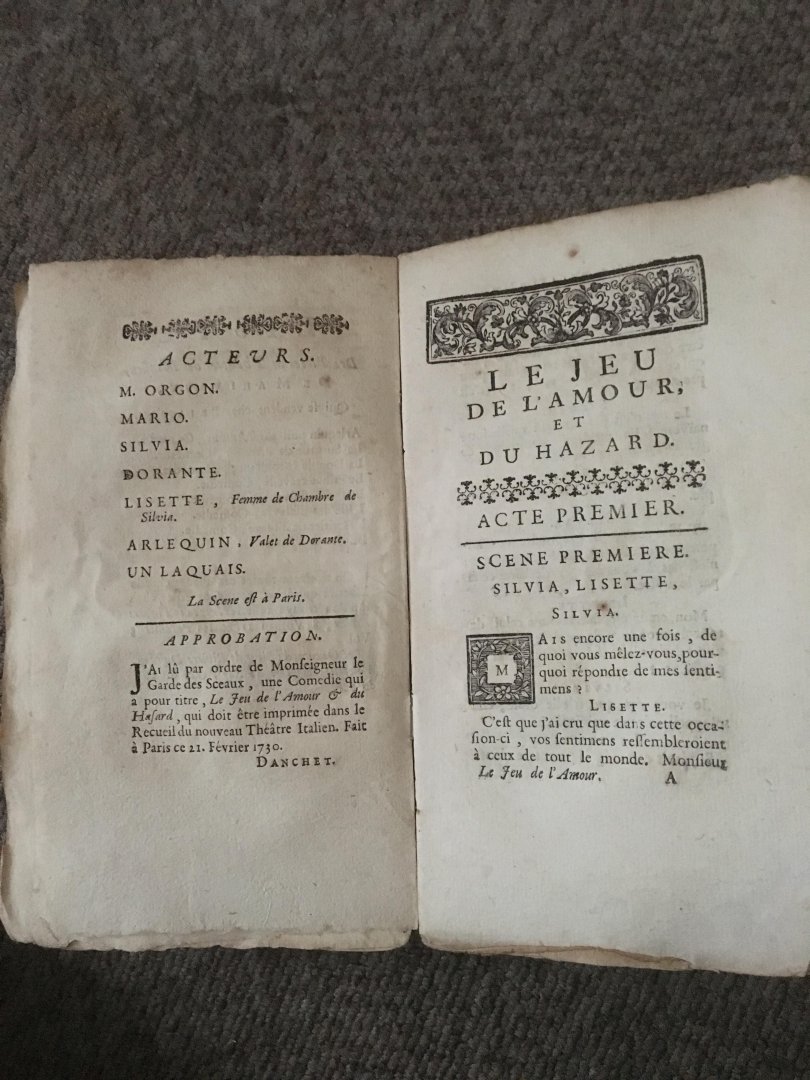 ACTEURS.
M. ORGON.
MARIO.
SILVIA.
DORANTE.
LISETTE, Femme de Chambre de
Silvia.
ARLEQUIN, Valet de Dorante.
UN LAQUAIS.
La Scene est à Paris.
APPROBATION.
J'AI lû par ordre de Monſeigneur le
Garde des Sceaux, une Comedie qui
a pour titre, Le Jeu de l'Amour & du
Haſard, qui doit être imprimée dans le
Recueil du nouveau Théâtre Italien. Fait
à Paris ce 21. Février 1730.
DANCHET.
LE JEU
DE L'AMOUR,
ET
DU HAZARD.
ACTE PREMIER.
SCENE PREMIERE.
SILVIA, LISETTE,
SILVIA.
MAIS encore une fois, de
quoi vous mêlez-vous, pour-
quoi répondre de mes ſenti-
mens?
LISETTE.
C'eſt que j'ai cru que dans cette occa-
ſion-ci, vos ſentimens reſſembleroient
à ceux de tout le monde. Monſieur
Le Jeu de l'Amour. A